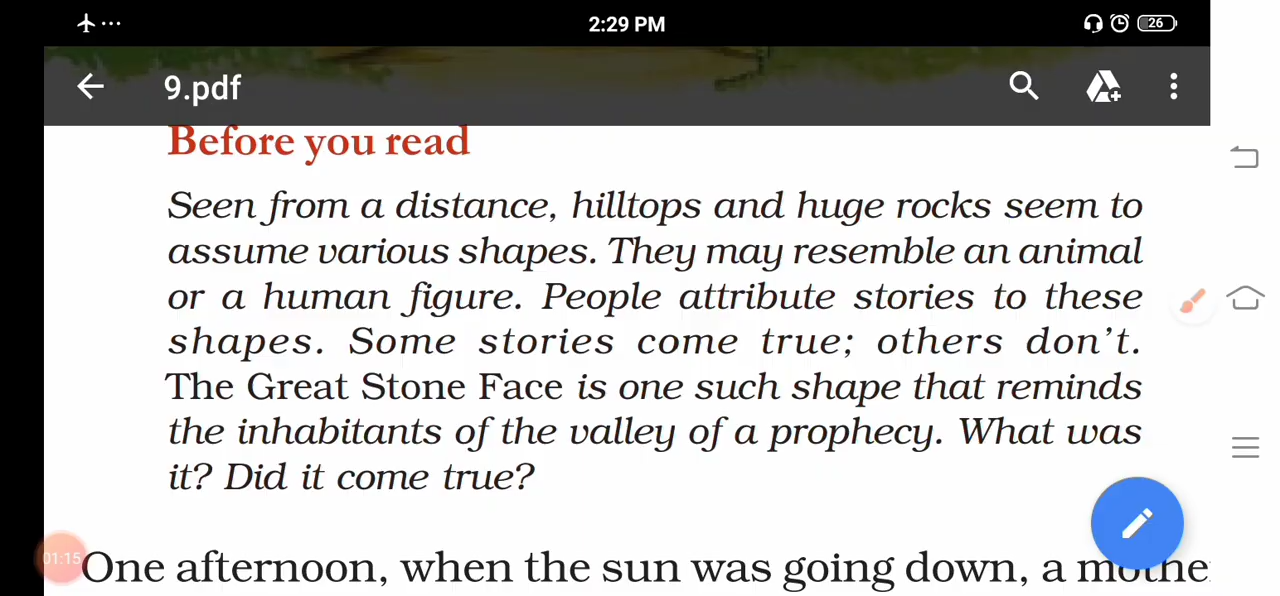 2:29 PM
26
9.pdf
Before you read
Seen from a distance, hilltops and huge rocks seem to
assume various shapes. They may resemble an animal
or a human figure. People attribute stories to these
shapes. Some stories come true; others don't.
The Great Stone Face is one such shape that reminds
the inhabitants of the valley of a prophecy. What was
it? Did it come true?
01:15
One afternoon, when the sun was going down, a mothe